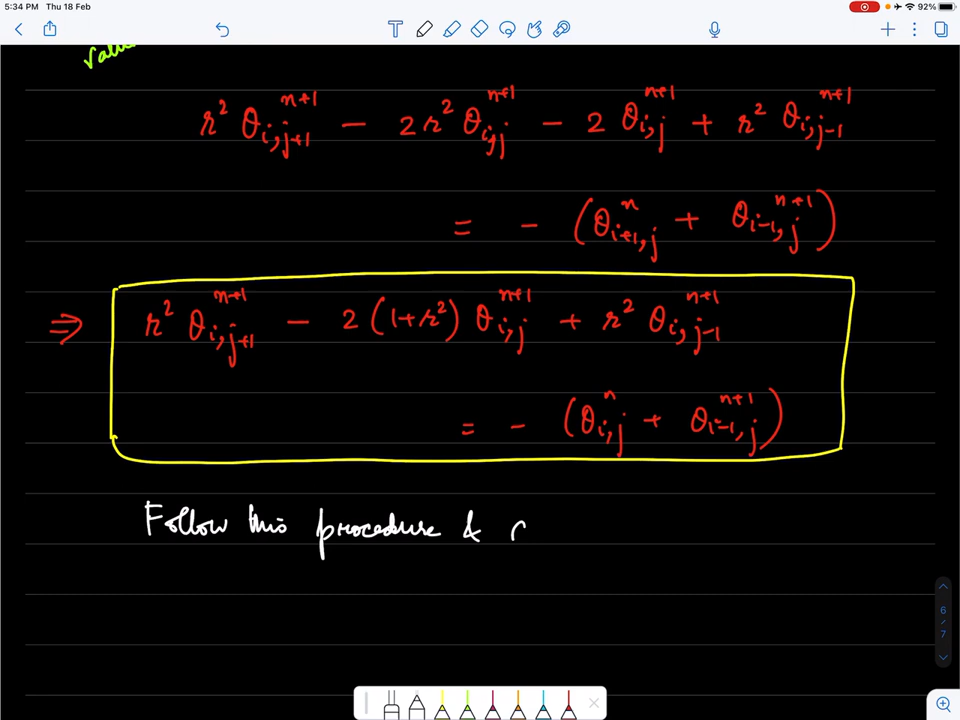 5:34 PM Thu 18 Feb
92%
r² θ_{i,j+1}^{n+1} − 2r² θ_{i,j}^{n+1} − 2 θ_{i,j}^{n+1} + r² θ_{i,j-1}^{n+1}
= − (θ_{i+1,j}^{n} + θ_{i-1,j}^{n+1})
⇒ r² θ_{i,j+1}^{n+1} − 2(1+r²) θ_{i,j}^{n+1} + r² θ_{i,j-1}^{n+1}
= − (θ_{i,j}^{n} + θ_{i-1,j}^{n+1})
Follow this procedure &
6
/
7